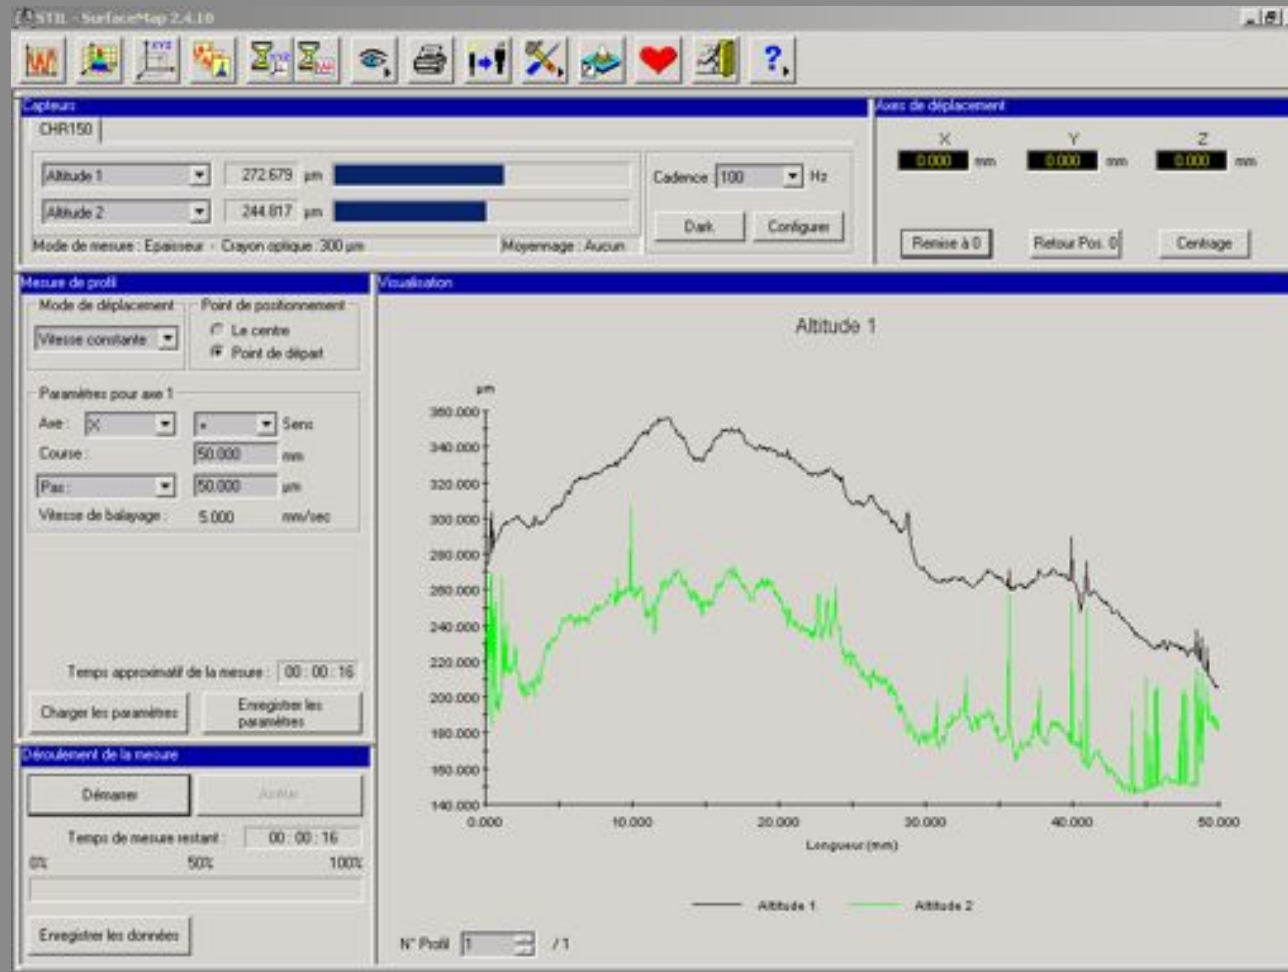 STIL - SurfaceMap 2.4.10
XYZ
?
Capteurs
CHR150
Altitude 1 272.679 µm
Altitude 2 244.817 µm
Cadence : 100 Hz
Dark Configurer
Mode de mesure : Epaisseur - Crayon optique : 300 µm Moyennage : Aucun
Axes de déplacement
X Y Z
0.000 mm 0.000 mm 0.000 mm
Remise à 0 Retour Pos. 0 Centrage
Mesure de profil
Mode de déplacement Point de positionnement
Vitesse constante
Le centre
Point de départ
Paramètres pour axe 1
Axe : X + Sens
Course : 50.000 mm
Pas : 50.000 µm
Vitesse de balayage : 5.000 mm/sec
Temps approximatif de la mesure : 00 : 00 : 16
Charger les paramètres Enregistrer les paramètres
Déroulement de la mesure
Démarrer
Temps de mesure restant : 00 : 00 : 16
0% 50% 100%
Enregistrer les données
Visualisation
Altitude 1
µm
360.000
340.000
320.000
300.000
280.000
260.000
240.000
220.000
200.000
180.000
160.000
140.000
0.000 10.000 20.000 30.000 40.000 50.000
Longueur (mm)
Altitude 1 Altitude 2
N° Profil 1 / 1